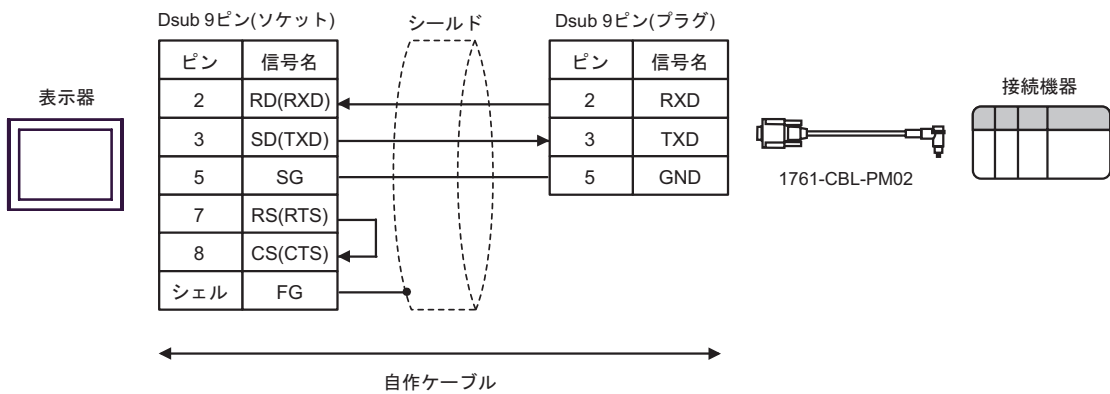 Dsub 9ピン(ソケット)
シールド
Dsub 9ピン(プラグ)
ピン 信号名
2 RD(RXD)
3 SD(TXD)
5 SG
7 RS(RTS)
8 CS(CTS)
シェル FG
ピン 信号名
2 RXD
3 TXD
5 GND
表示器
接続機器
1761-CBL-PM02
自作ケーブル